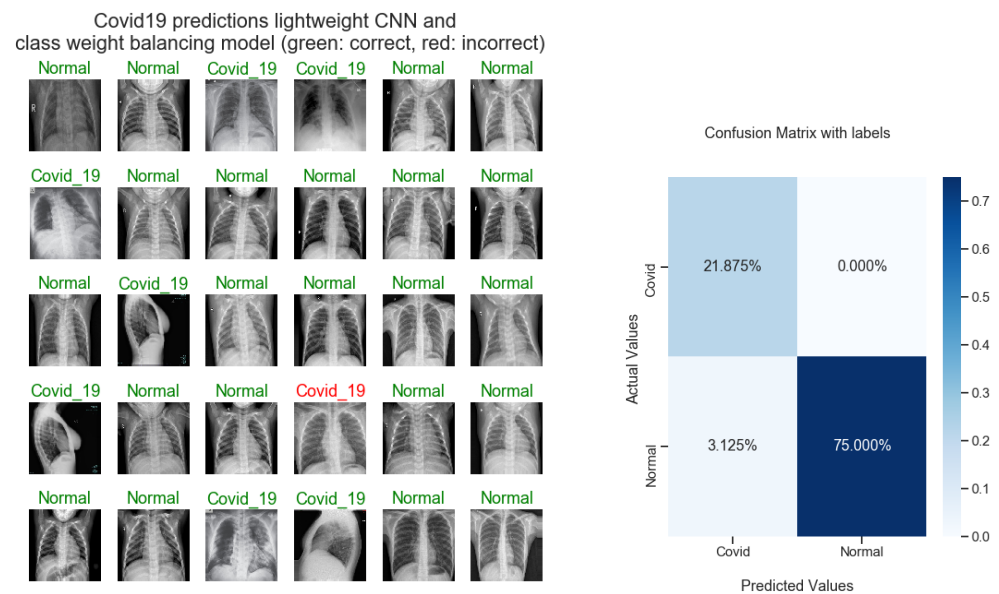 Covid19 predictions lightweight CNN and
class weight balancing model (green: correct, red: incorrect)
Normal Normal Covid_19 Covid_19 Normal Normal
R
Covid_19 Normal Normal Normal Normal Normal
Normal Covid_19 Normal Normal Normal Normal
Covid_19 Normal Normal Covid_19 Normal Normal
Normal Normal Covid_19 Covid_19 Normal Normal
Confusion Matrix with labels
Actual Values
Covid
Normal
21.875% 0.000%
3.125% 75.000%
Covid Normal
Predicted Values
0.7
0.6
0.5
0.4
0.3
0.2
0.1
0.0